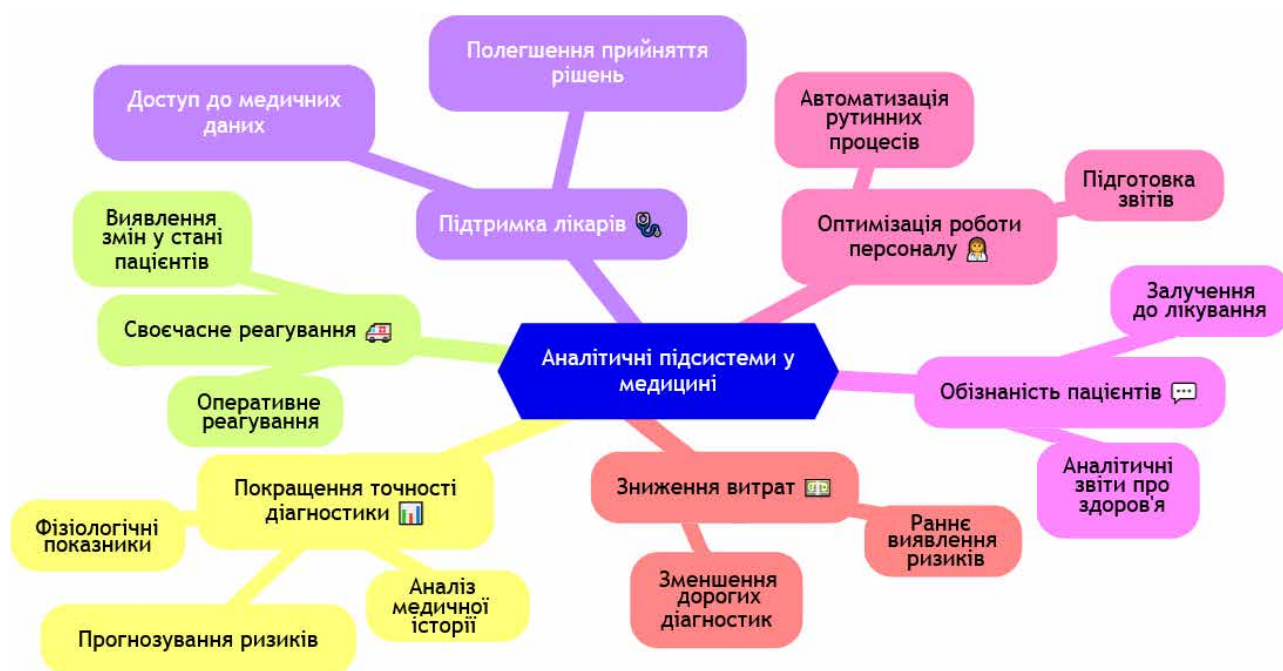 Полегшення прийняття
рішень
Доступ до медичних
даних
Підтримка лікарів
Автоматизація
рутинних
процесів
Підготовка
звітів
Оптимізація роботи
персоналу
Виявлення
змін у стані
пацієнтів
Своєчасне реагування
Оперативне
реагування
Аналітичні підсистеми у
медицині
Залучення
до лікування
Обізнаність пацієнтів
Аналітичні
звіти про
здоров'я
Покращення точності
діагностики
Фізіологічні
показники
Прогнозування ризиків
Аналіз
медичної
історії
Зниження витрат
Раннє
виявлення
ризиків
Зменшення
дорогих
діагностик